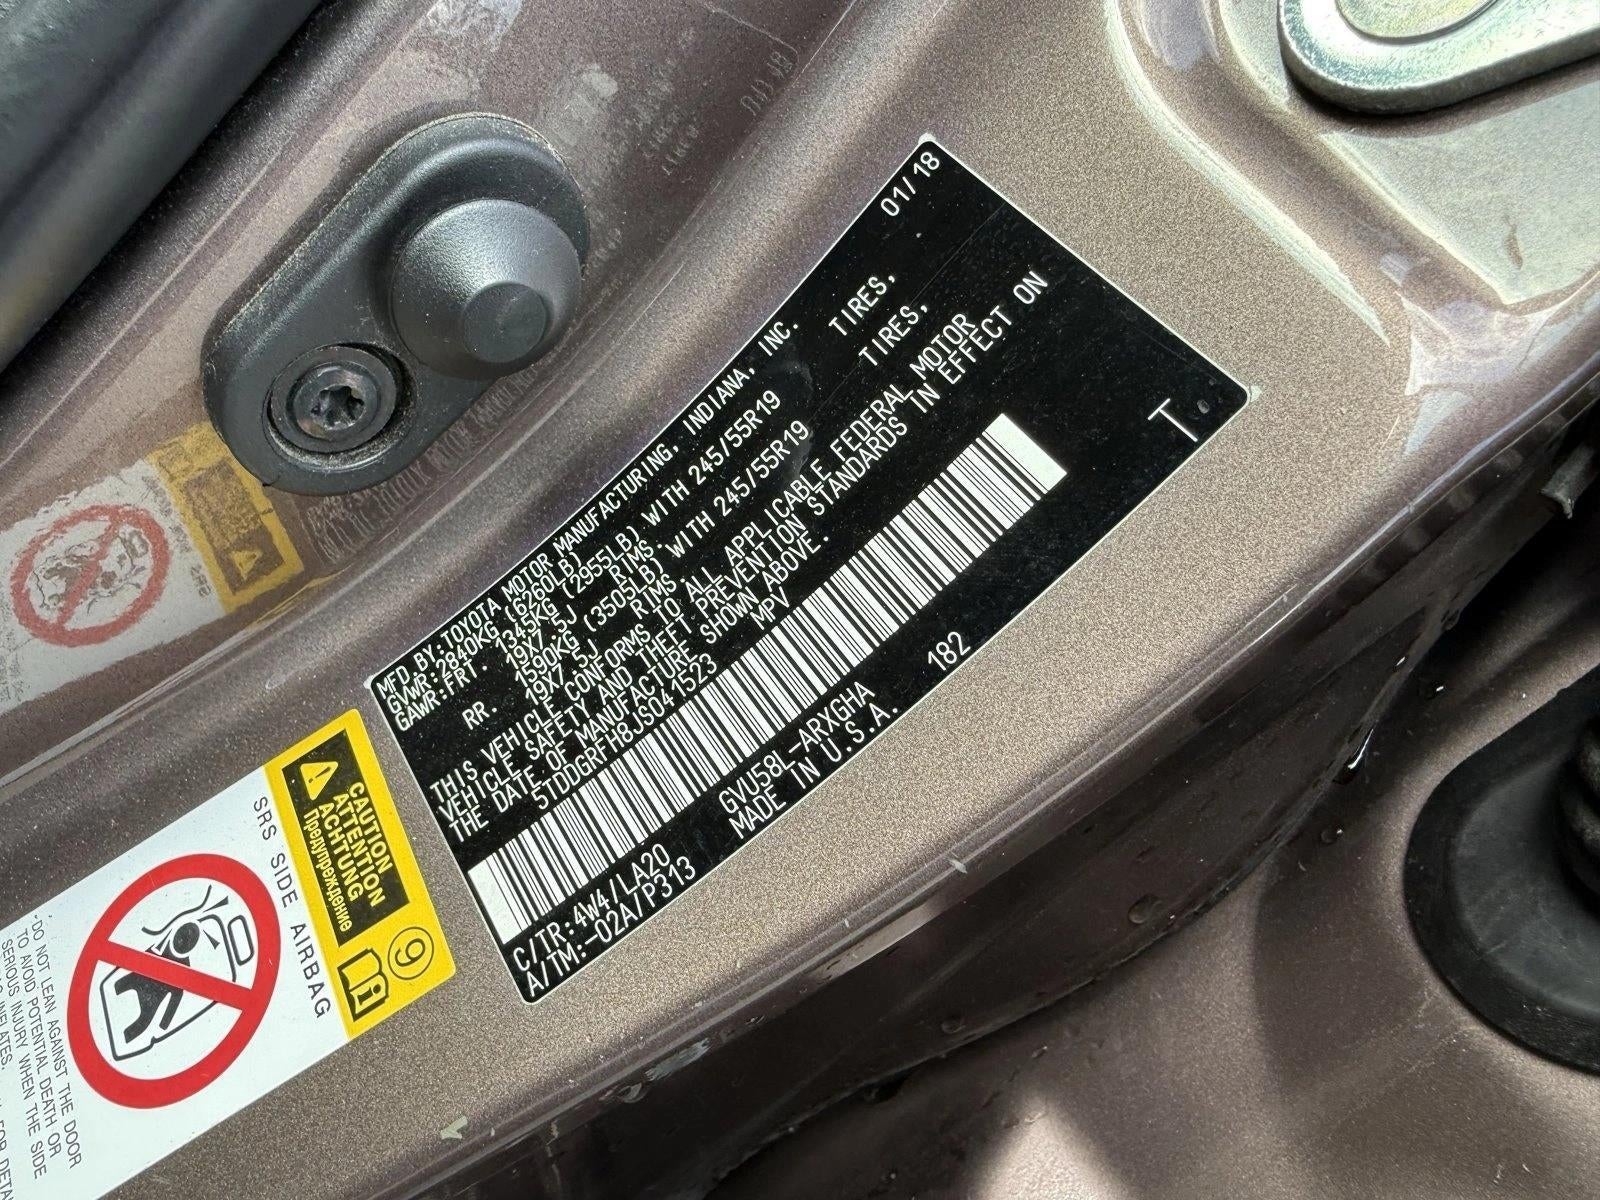 MFD.BY:TOYOTA MOTOR MANUFACTURING, INDIANA, INC. 01/18
GVWR:2840KG (6260LB)
GAWR:FRT. 1345KG (2955LB) WITH 245/55R19 TIRES,
19X7.5J RIMS,
RR. 1590KG (3505LB) WITH 245/55R19 TIRES,
19X7.5J RIMS.
THIS VEHICLE CONFORMS TO ALL APPLICABLE FEDERAL MOTOR
VEHICLE SAFETY AND THEFT PREVENTION STANDARDS IN EFFECT ON
THE DATE OF MANUFACTURE SHOWN ABOVE.
5TDDGRFH8JS041523 MPV
T
C/TR:4W4/LA20 GVU58L-ARXGHA 182
A/TM:-02A/P313 MADE IN U.S.A.
CAUTION
ATTENTION
ACHTUNG
Предупреждение
9
SRS SIDE AIRBAG
DO NOT LEAN AGAINST THE DOOR
TO AVOID POTENTIAL DEATH OR
SERIOUS INJURY WHEN THE SIDE
INFLATES.
FOR